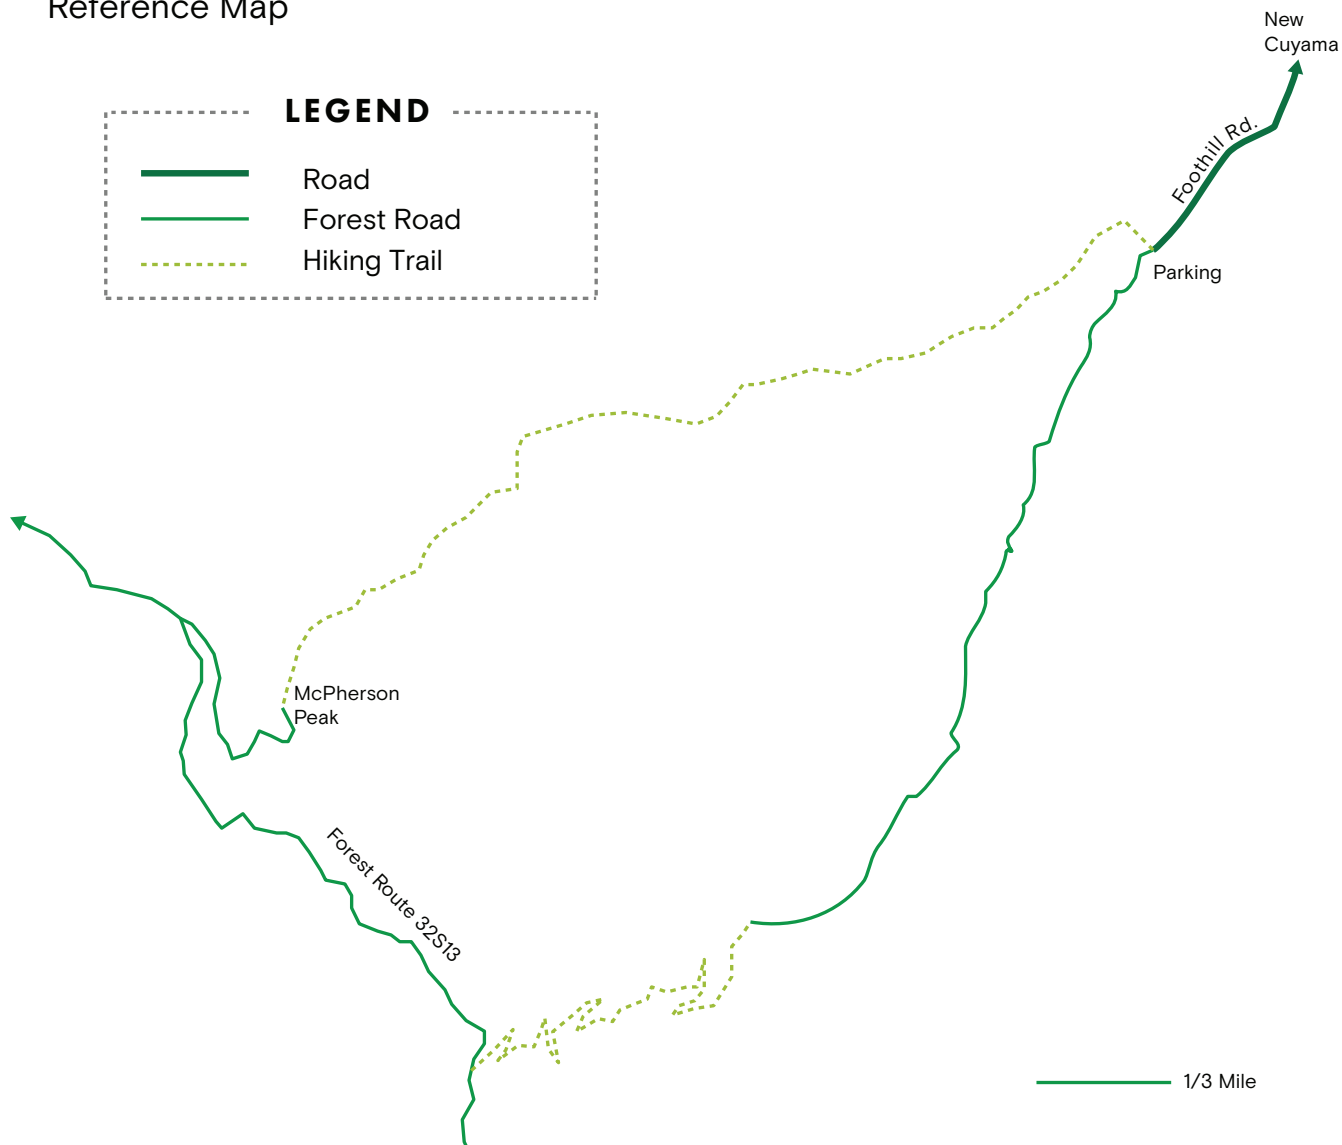 Reference Map
New
Cuyama
LEGEND
Foothill Rd.
Road
Forest Road
Hiking Trail
Parking
McPherson
Peak
Forest Route 32S13
1/3 Mile